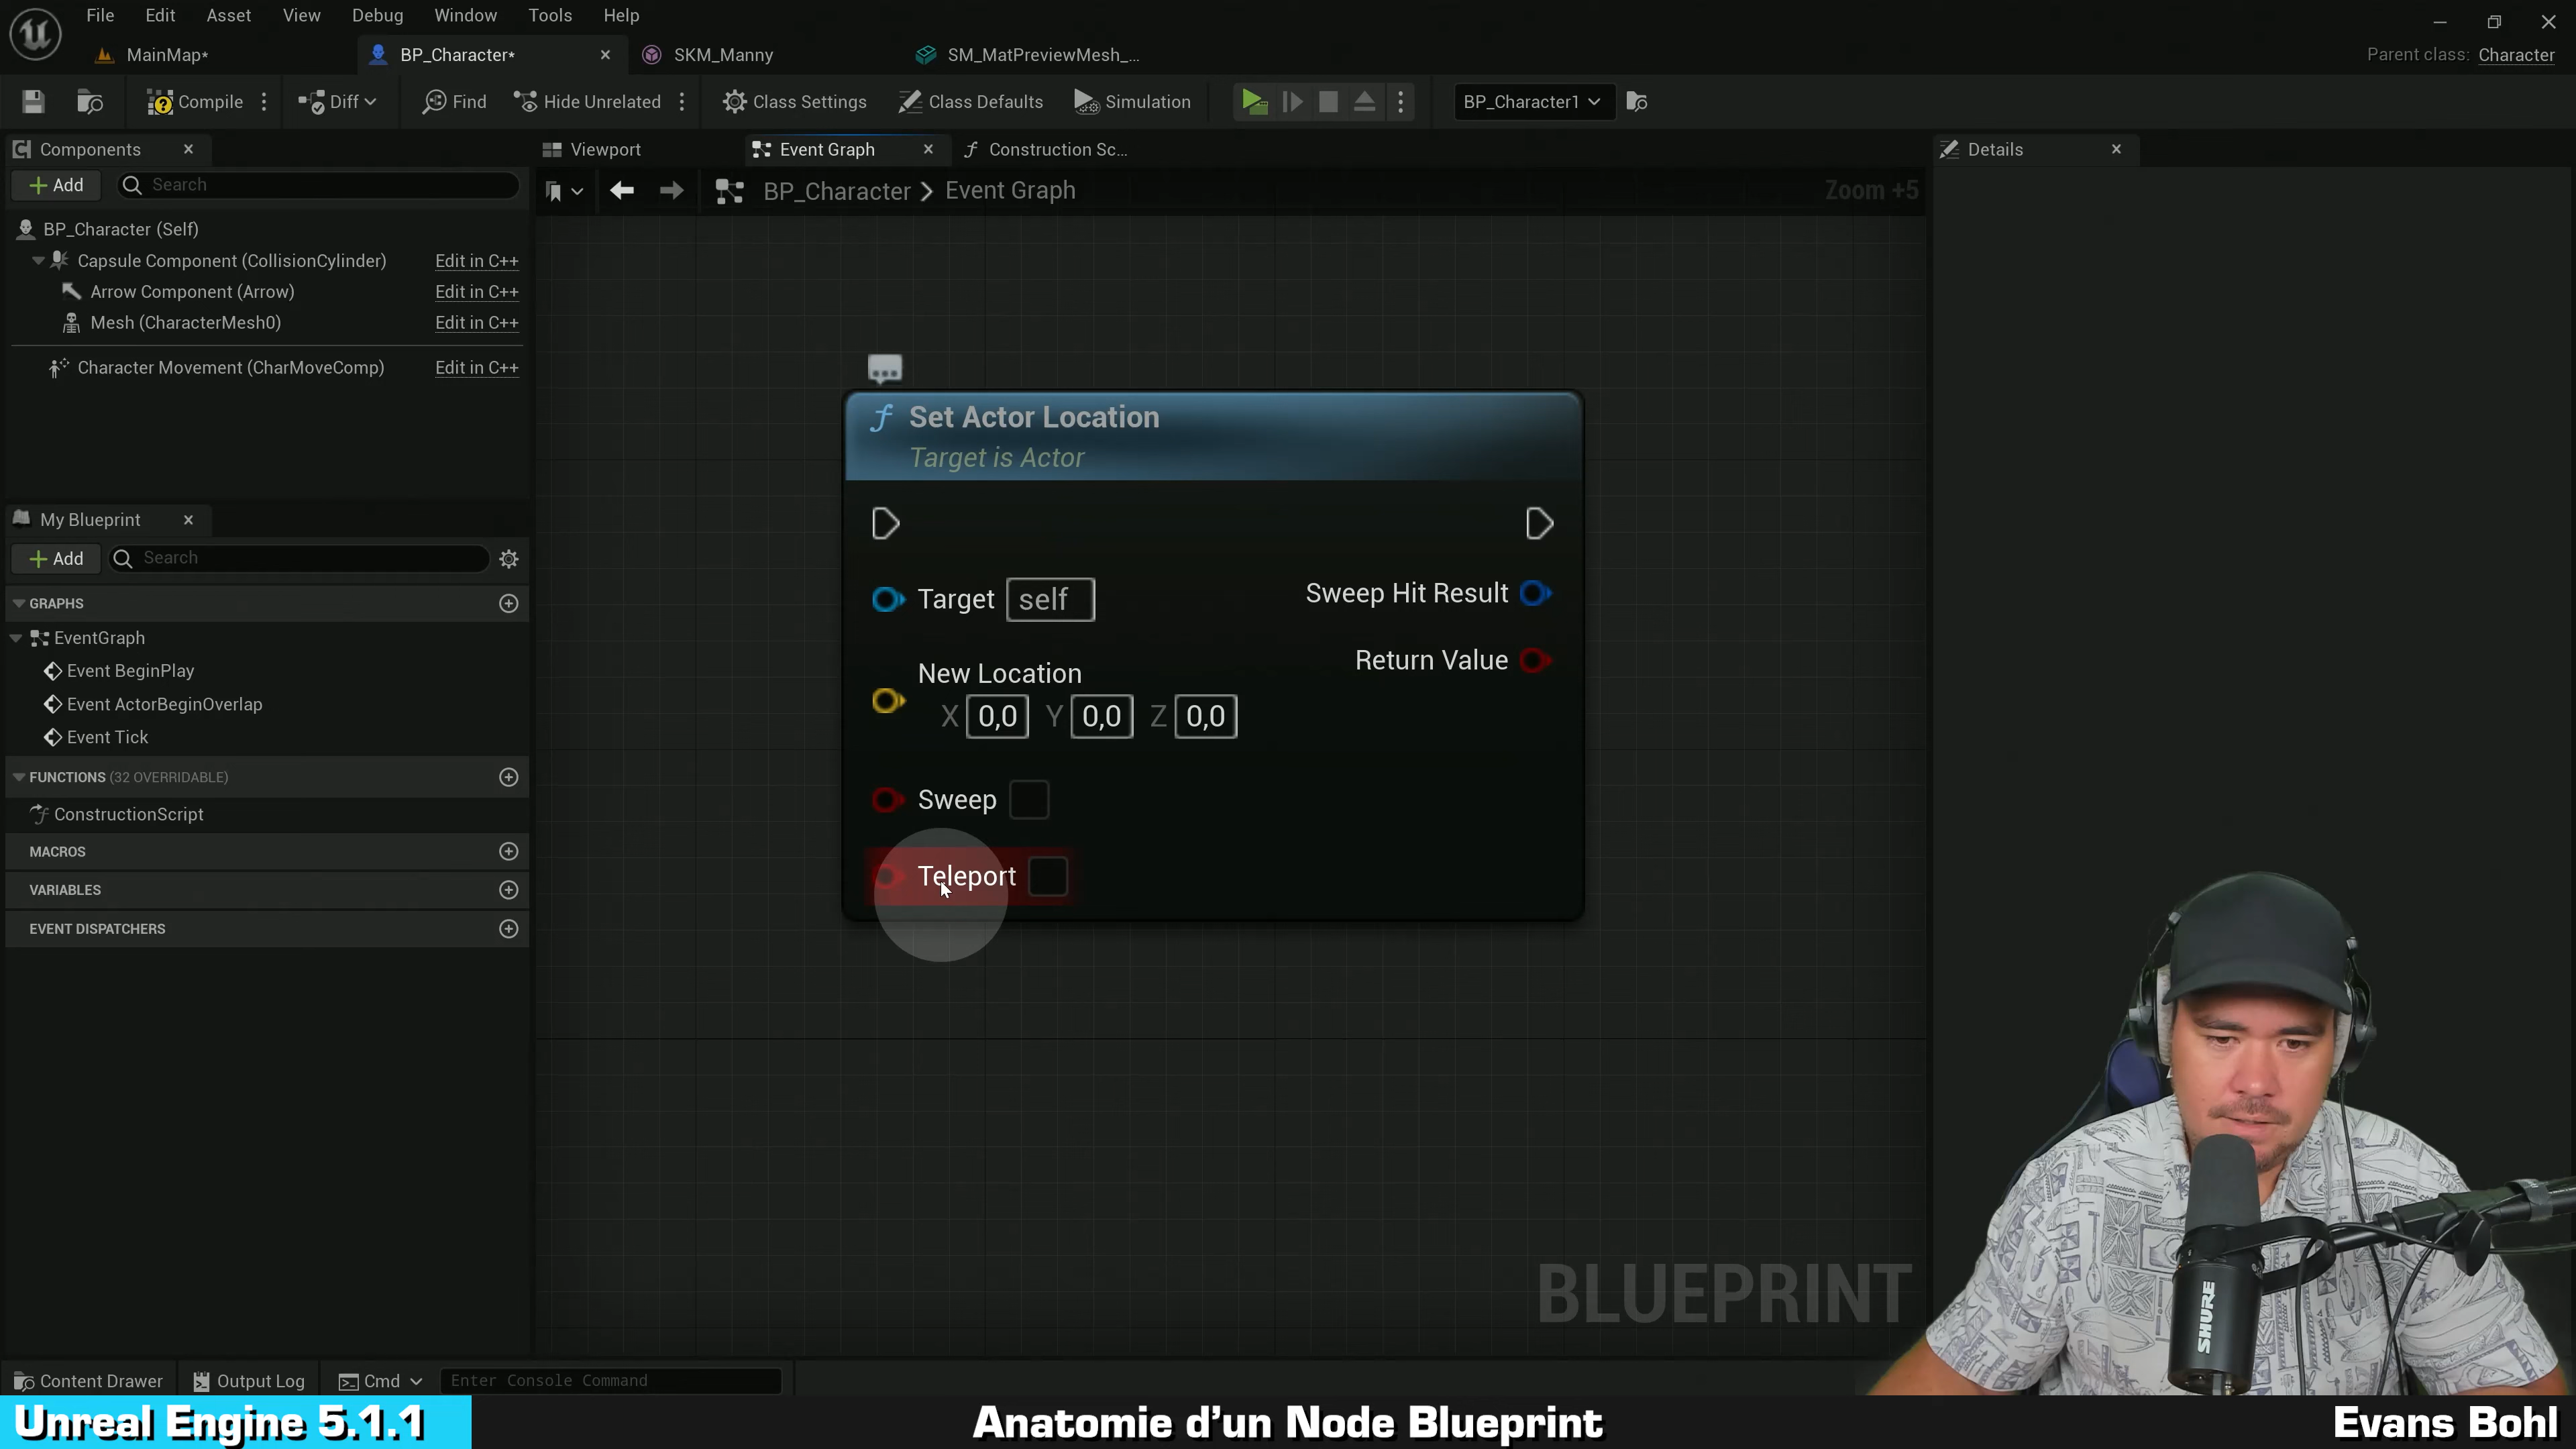 File Edit Asset View Debug Window Tools Help
MainMap* BP_Character* SKM_Manny SM_MatPreviewMesh_...
Parent class: Character
Compile Diff Find Hide Unrelated Class Settings Class Defaults Simulation BP_Character1
Components Viewport Event Graph Construction Sc... Details
Add Search
BP_Character > Event Graph Zoom +5
BP_Character (Self)
Capsule Component (CollisionCylinder) Edit in C++
Arrow Component (Arrow) Edit in C++
Mesh (CharacterMesh0) Edit in C++
Character Movement (CharMoveComp) Edit in C++
My Blueprint
Add Search
GRAPHS
EventGraph
Event BeginPlay
Event ActorBeginOverlap
Event Tick
FUNCTIONS (32 OVERRIDABLE)
ConstructionScript
MACROS
VARIABLES
EVENT DISPATCHERS
f Set Actor Location
Target is Actor
Target self
Sweep Hit Result
New Location
Return Value
X 0,0 Y 0,0 Z 0,0
Sweep
Teleport
BLUEPRINT
SHURE
Content Drawer Output Log Cmd Enter Console Command
Unreal Engine 5.1.1 Anatomie d'un Node Blueprint Evans Bohl